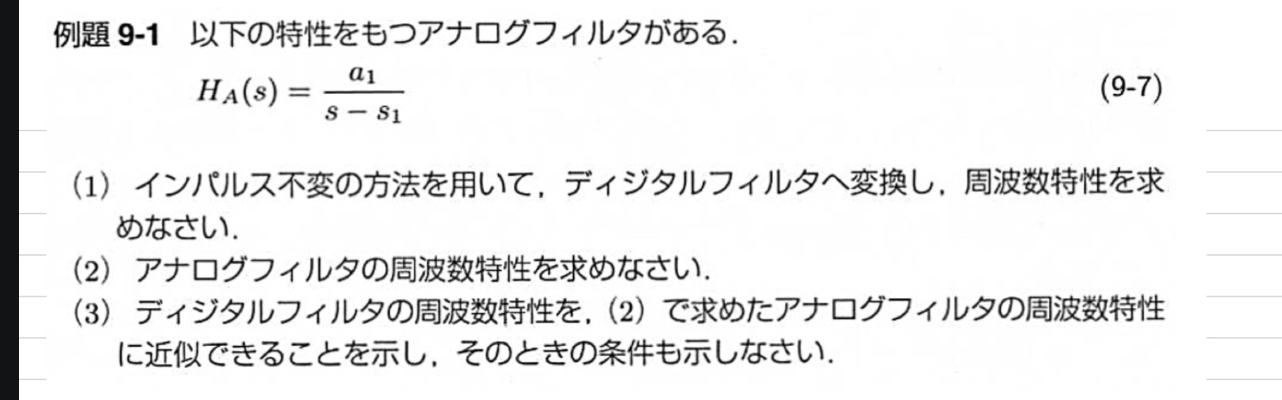 例題 9-1 以下の特性をもつアナログフィルタがある.
H_A(s) = a_1 / (s − s_1) (9-7)
(1) インパルス不変の方法を用いて,ディジタルフィルタへ変換し,周波数特性を求
めなさい.
(2) アナログフィルタの周波数特性を求めなさい.
(3) ディジタルフィルタの周波数特性を,(2)で求めたアナログフィルタの周波数特性
に近似できることを示し,そのときの条件も示しなさい.